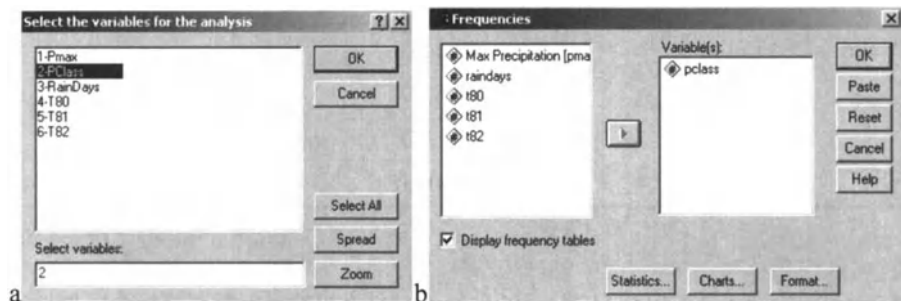 Select the variables for the analysis
1-Pmax
2-PClass
3-RainDays
4-T80
5-T81
6-T82
OK
Cancel
Select All
Spread
Zoom
Select variables:
2
a
Frequencies
Max Precipitation [pma
raindays
t80
t81
t82
Variable(s):
pclass
OK
Paste
Reset
Cancel
Help
Display frequency tables
Statistics...
Charts...
Format...
b